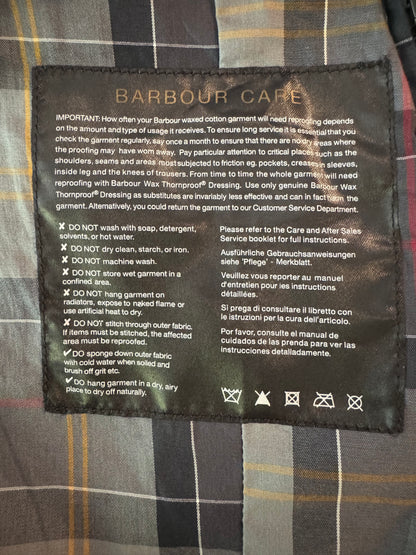 BARBOUR CARE
IMPORTANT: How often your Barbour waxed cotton garment will need reproofing depends
on the amount and type of usage it receives. To ensure long service it is essential that you
check the garment regularly, say once a month to ensure that there are no dry areas where
the proofing may have worn away. Pay particular attention to critical places such as the
shoulders, seams and areas most subjected to friction eg. pockets, creases in sleeves,
inside leg and the knees of trousers. From time to time the whole garment will need
reproofing with Barbour Wax Thornproof® Dressing. Use only genuine Barbour Wax
Thornproof® Dressing as substitutes are invariably less effective and can in fact harm the
garment. Alternatively, you could return the garment to our Customer Service Department.
✘ DO NOT wash with soap, detergent,
solvents, or hot water.
✘ DO NOT dry clean, starch, or iron.
✘ DO NOT machine wash.
✘ DO NOT store wet garment in a
confined area.
✘ DO NOT hang garment on
radiators, expose to naked flame or
use artificial heat to dry.
✘ DO NOT stitch through outer fabric.
If items must be stitched, the affected
area must be reproofed.
✔ DO sponge down outer fabric
with cold water when soiled and
brush off grit etc.
✔ DO hang garment in a dry, airy
place to dry off naturally.
Please refer to the Care and After Sales
Service booklet for full instructions.
Ausführliche Gebrauchsanweisungen
siehe 'Pflege' - Merkblatt.
Veuillez vous reporter au manuel
d'entretien pour les instructions
détaillées.
Si prega di consultare il libretto con
le istruzioni per la cura dell'articolo.
Por favor, consulte el manual de
cuidados de las prenda para ver las
instrucciones detalladamente.